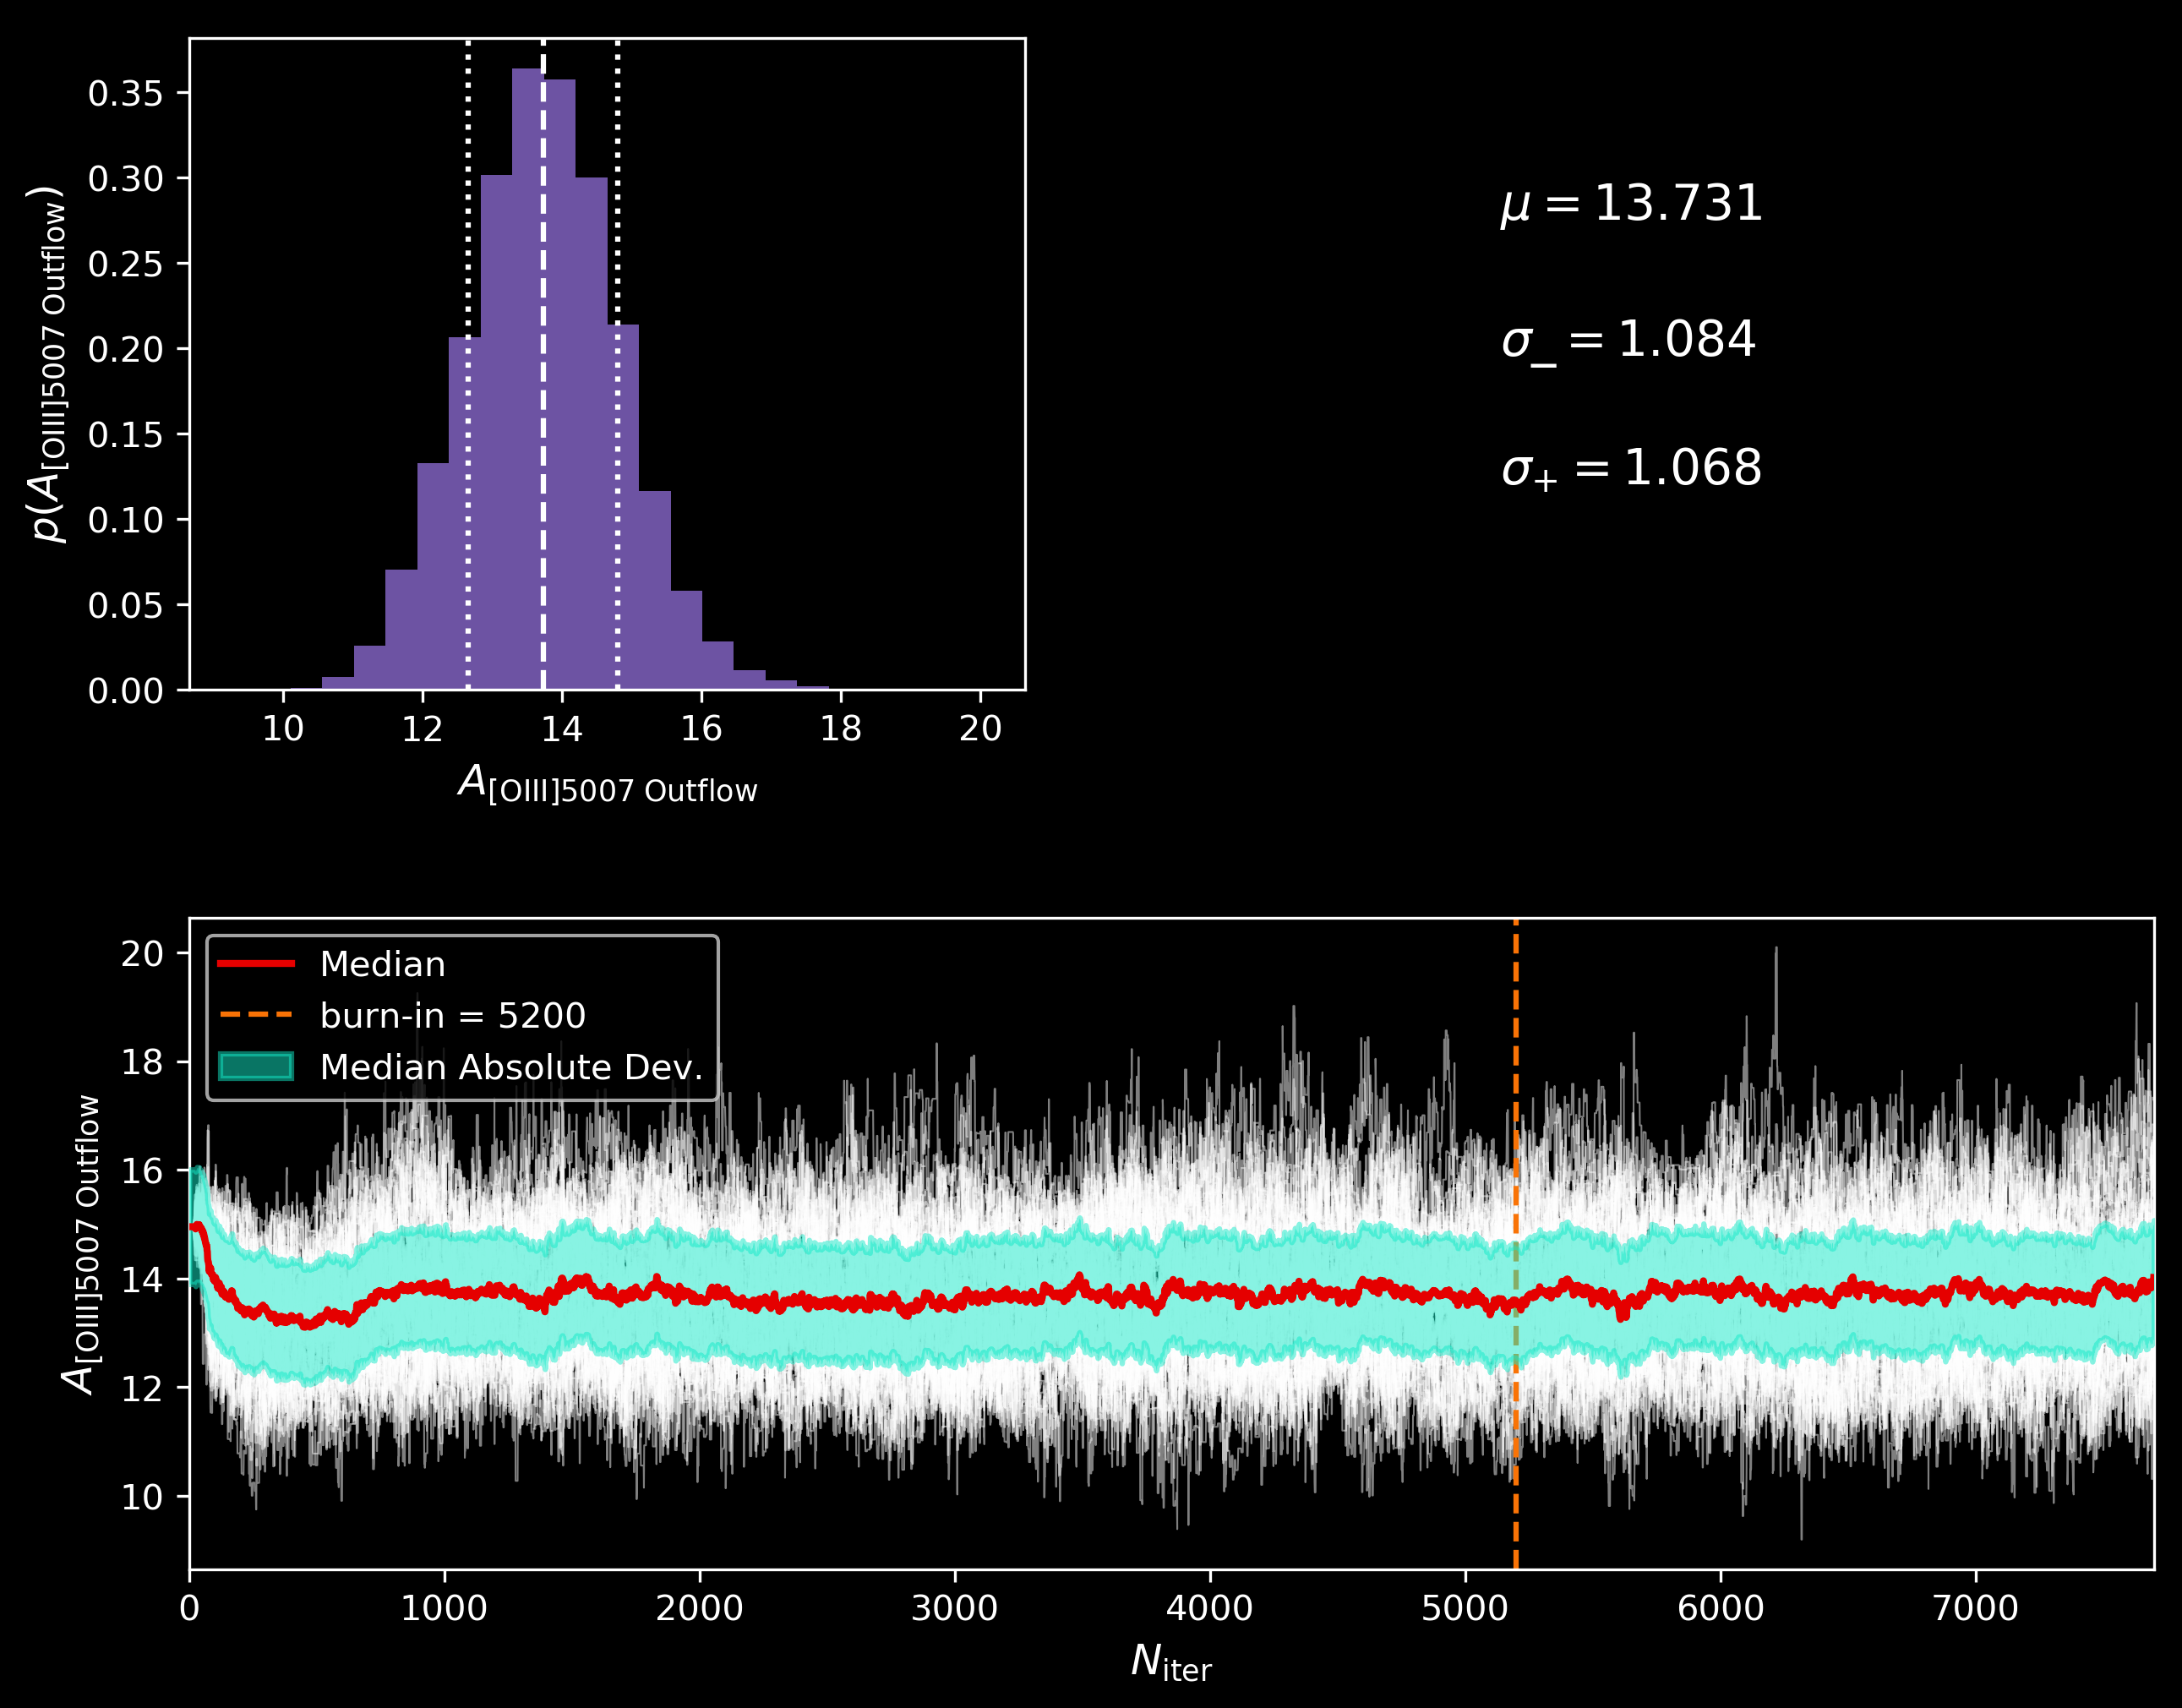 0.35
0.30
0.25
0.20
0.15
0.10
0.05
0.00
p(A[OIII]5007 Outflow)
10 12 14 16 18 20
A[OIII]5007 Outflow
μ = 13.731
σ− = 1.084
σ+ = 1.068
20
18
16
14
12
10
A[OIII]5007 Outflow
Median
burn-in = 5200
Median Absolute Dev.
0 1000 2000 3000 4000 5000 6000 7000
Niter